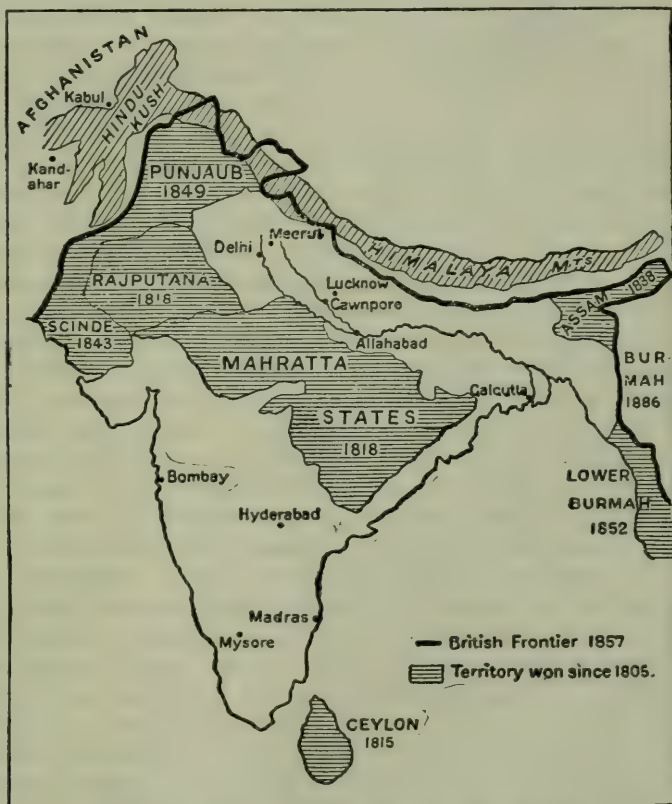 AFGHANISTAN
Kabul
HINDU
KUSH
Kand-
ahar
PUNJAUB
1849
Meerut
Delhi
HIMALAYA MTS
RAJPUTANA
1818
Lucknow
Cawnpore
ASSAM 1838
SCINDE
1843
Allahabad
MAHRATTA
BUR-
MAH
1886
Calcutta
STATES
1818
LOWER
BURMAH
1852
Bombay
Hyderabad
Madras
Mysore
British Frontier 1857
Territory won since 1805.
CEYLON
1815